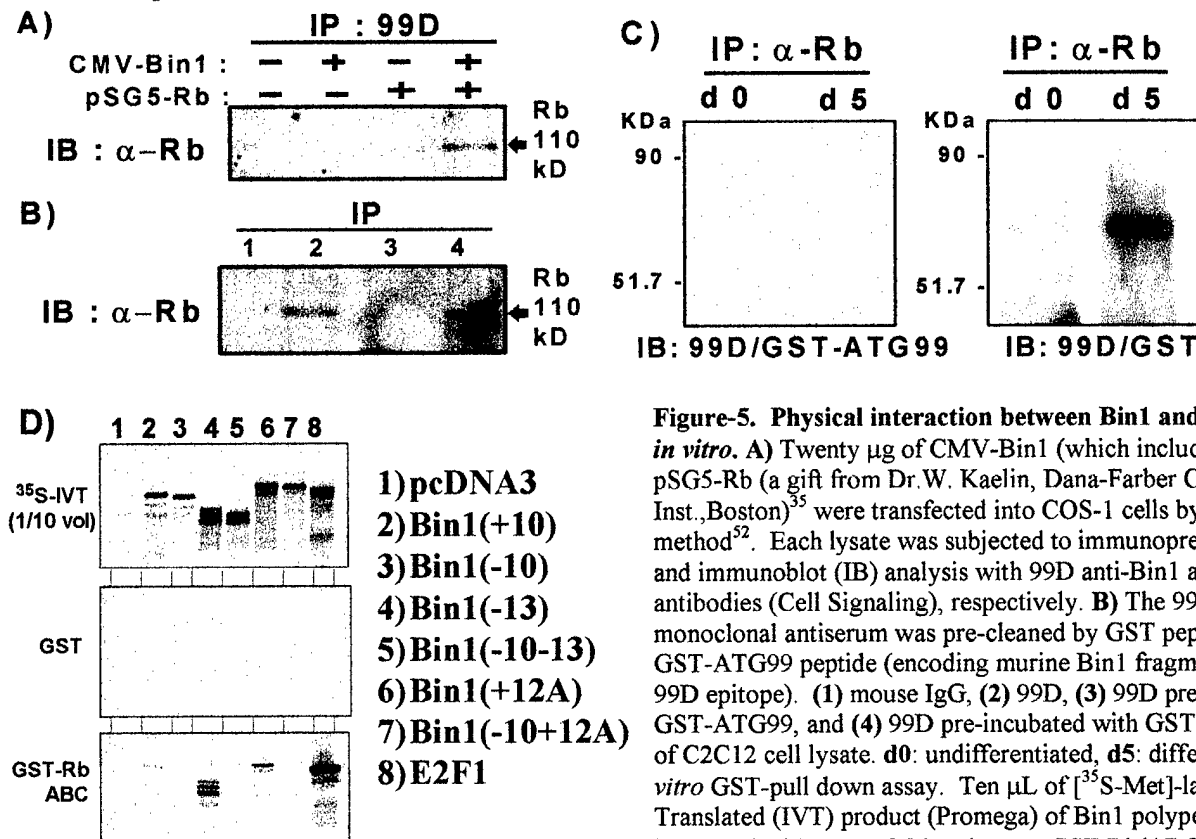 A)
IP : 99D
CMV-Bin1 : − + − +
pSG5-Rb : − − + +
IB : α−Rb
Rb
110
kD
B)
IP
1 2 3 4
IB : α−Rb
Rb
110
kD
C)
IP: α-Rb
d 0 d 5
KDa
90 -
51.7 -
IB: 99D/GST-ATG99
IP: α-Rb
d 0 d 5
KDa
90 -
51.7 -
IB: 99D/GST
D)
1 2 3 4 5 6 7 8
³⁵S-IVT
(1/10 vol)
GST
GST-Rb
ABC
1)pcDNA3
2)Bin1(+10)
3)Bin1(-10)
4)Bin1(-13)
5)Bin1(-10-13)
6)Bin1(+12A)
7)Bin1(-10+12A)
8)E2F1
Figure-5. Physical interaction between Bin1 and
in vitro. A) Twenty µg of CMV-Bin1 (which includ
pSG5-Rb (a gift from Dr.W. Kaelin, Dana-Farber C
Inst.,Boston)³⁵ were transfected into COS-1 cells by
method⁵². Each lysate was subjected to immunopre
and immunoblot (IB) analysis with 99D anti-Bin1 a
antibodies (Cell Signaling), respectively. B) The 99
monoclonal antiserum was pre-cleaned by GST pep
GST-ATG99 peptide (encoding murine Bin1 fragm
99D epitope). (1) mouse IgG, (2) 99D, (3) 99D pre
GST-ATG99, and (4) 99D pre-incubated with GST
of C2C12 cell lysate. d0: undifferentiated, d5: diffe
vitro GST-pull down assay. Ten µL of [³⁵S-Met]-la
Translated (IVT) product (Promega) of Bin1 polype